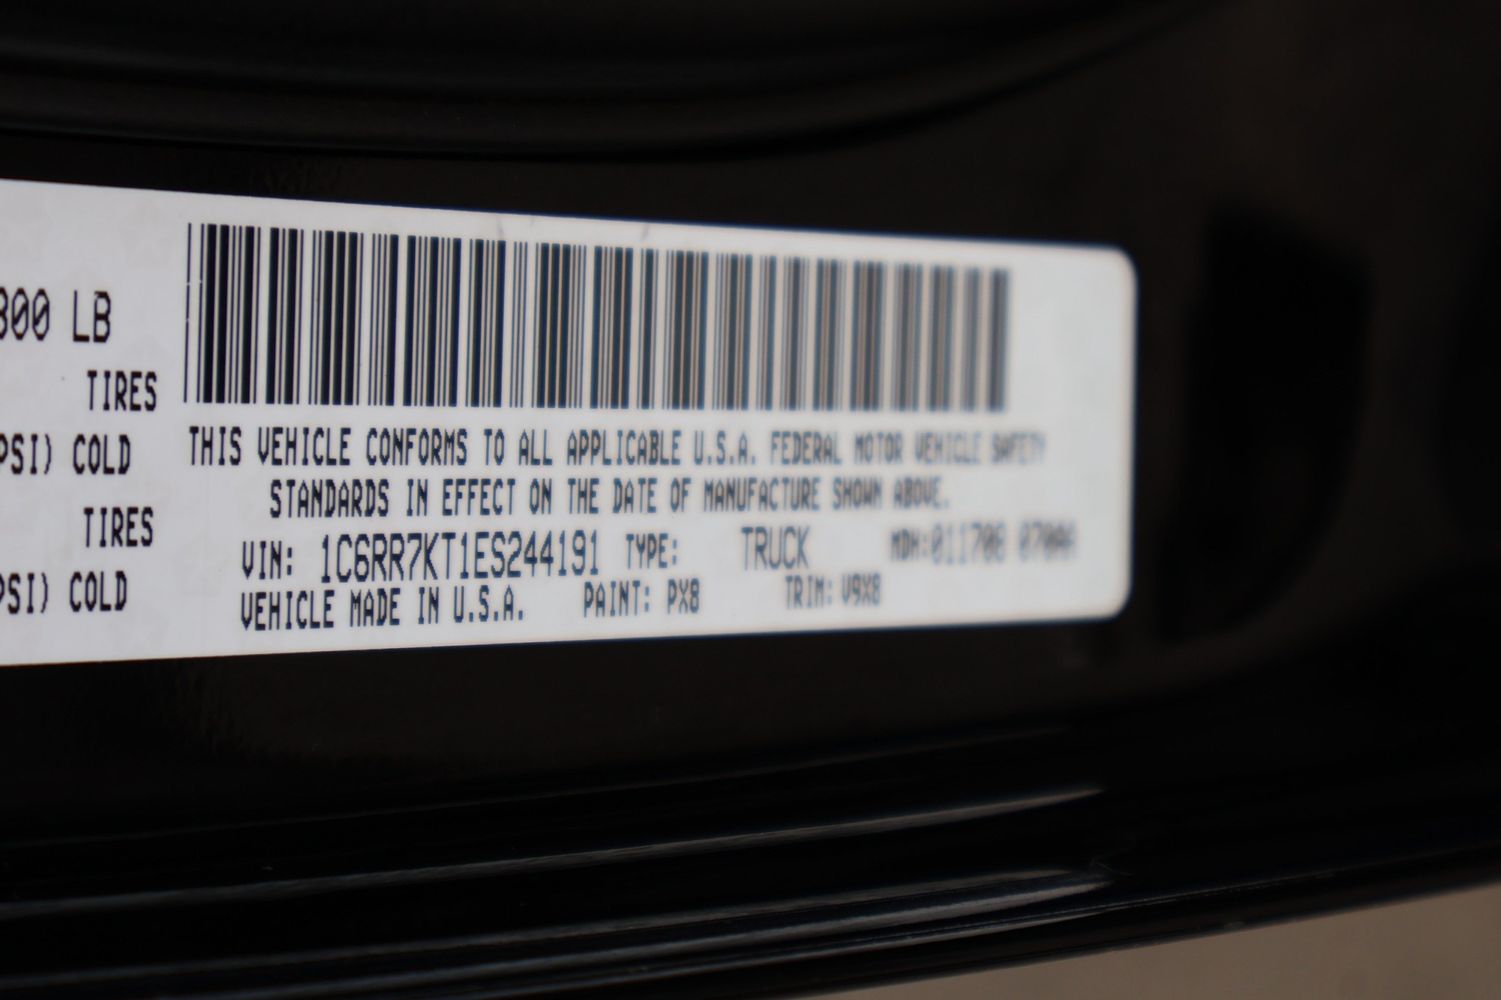 800 LB
TIRES
PSI) COLD
TIRES
PSI) COLD
THIS VEHICLE CONFORMS TO ALL APPLICABLE U.S.A. FEDERAL MOTOR VEHICLE SAFETY
STANDARDS IN EFFECT ON THE DATE OF MANUFACTURE SHOWN ABOVE.
VIN: 1C6RR7KT1ES244191 TYPE: TRUCK MDH:
VEHICLE MADE IN U.S.A. PAINT: PX8 TRIM: V9X8